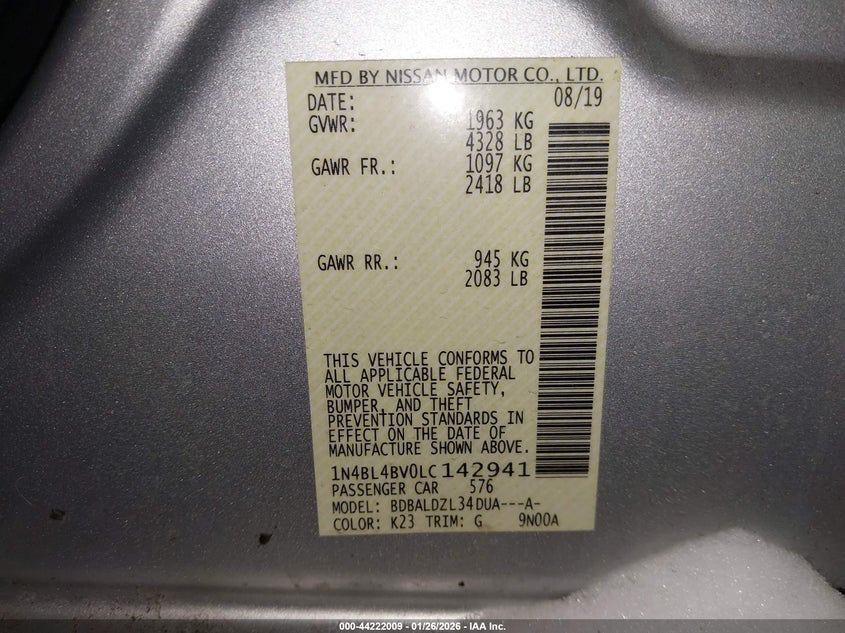 MFD BY NISSAN MOTOR CO., LTD.
DATE: 08/19
GVWR: 1963 KG
4328 LB
GAWR FR.: 1097 KG
2418 LB
GAWR RR.: 945 KG
2083 LB
THIS VEHICLE CONFORMS TO
ALL APPLICABLE FEDERAL
MOTOR VEHICLE SAFETY,
BUMPER, AND THEFT
PREVENTION STANDARDS IN
EFFECT ON THE DATE OF
MANUFACTURE SHOWN ABOVE.
1N4BL4BV0LC142941
PASSENGER CAR 576
MODEL: BDBALDZL34DUA---A-
COLOR: K23 TRIM: G 9N00A
000-44222009 - 01/26/2026 - IAA Inc.